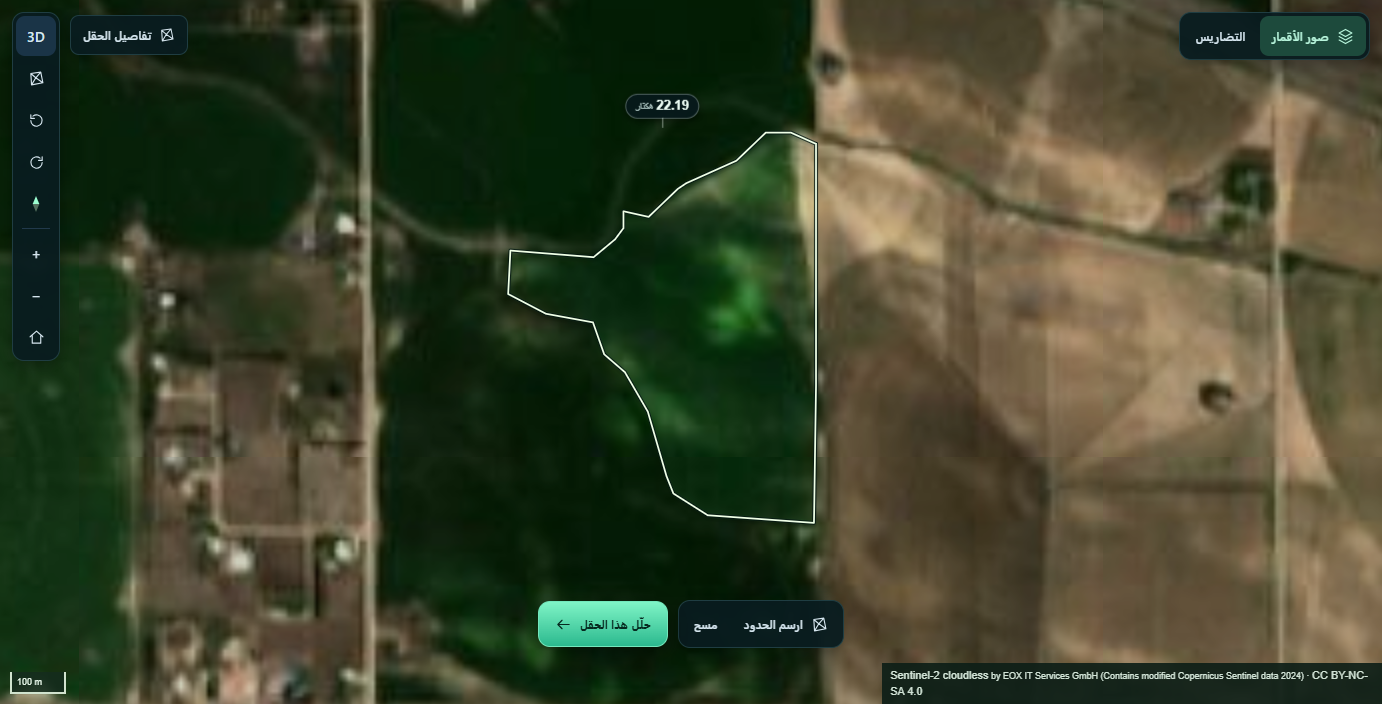 3D
تفاصيل الحقل
صور الأقمار
التضاريس
22.19 هكتار
+
−
ارسم الحدود
مسح
حلّل هذا الحقل ←
100 m
Sentinel-2 cloudless by EOX IT Services GmbH (Contains modified Copernicus Sentinel data 2024) · CC BY-NC-
SA 4.0